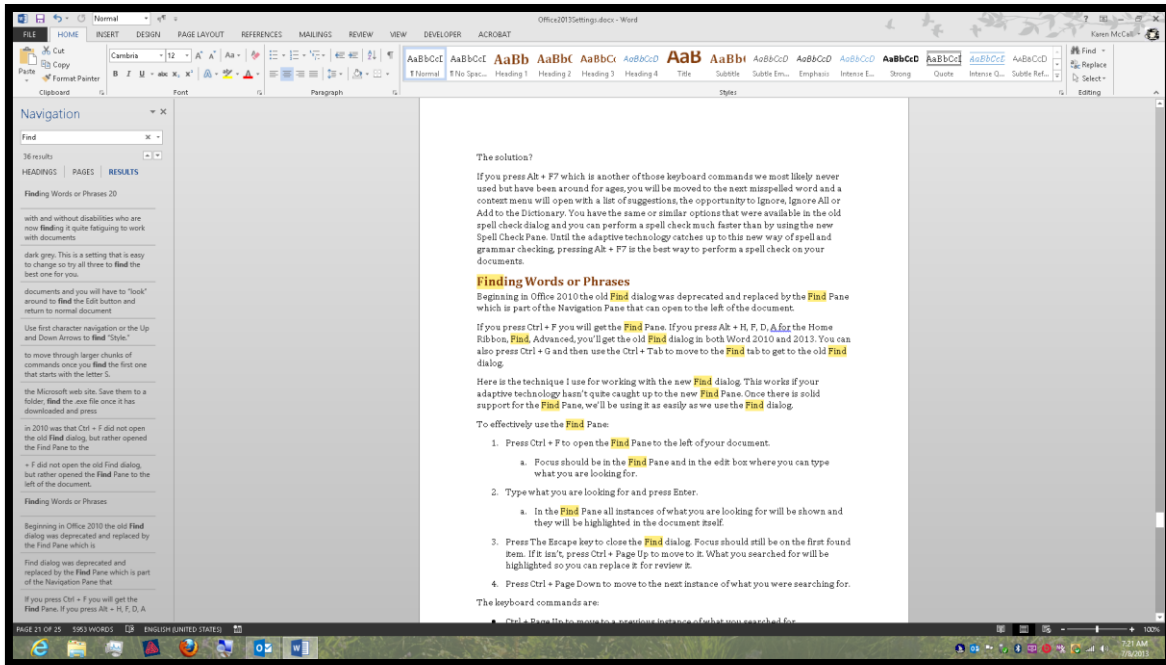 Office2013Settings.docx - Word
Normal
FILE HOME INSERT DESIGN PAGE LAYOUT REFERENCES MAILINGS REVIEW VIEW DEVELOPER ACROBAT
Karen McCall
Cut
Copy
Format Painter
Paste
Cambria 12
Clipboard Font Paragraph Styles Editing
AaBbCcI AaBbCcI AaBb AaBb( AaBbCc AaBbCcD AaB AaBb( AaBbCcD AaBbCcD AaBbCcD AaBbCcD AaBbCcI AaBbCcI AaBbCcD
¶ Normal ¶ No Spac... Heading 1 Heading 2 Heading 3 Heading 4 Title Subtitle Subtle Em... Emphasis Intense E... Strong Quote Intense Q... Subtle Ref...
Find
Replace
Select
Navigation
Find
36 results
HEADINGS PAGES RESULTS
Finding Words or Phrases 20
with and without disabilities who are
now finding it quite fatiguing to work
with documents
dark grey. This is a setting that is easy
to change so try all three to find the
best one for you.
documents and you will have to "look"
around to find the Edit button and
return to normal document
Use first character navigation or the Up
and Down Arrows to find "Style."
to move through larger chunks of
commands once you find the first one
that starts with the letter S.
the Microsoft web site. Save them to a
folder, find the .exe file once it has
downloaded and press
in 2010 was that Ctrl + F did not open
the old Find dialog, but rather opened
the Find Pane to the
+ F did not open the old Find dialog,
but rather opened the Find Pane to the
left of the document.
Finding Words or Phrases
Beginning in Office 2010 the old Find
dialog was deprecated and replaced by
the Find Pane which is
Find dialog was deprecated and
replaced by the Find Pane which is part
of the Navigation Pane that
If you press Ctrl + F you will get the
Find Pane. If you press Alt + H, F, D, A
The solution?
If you press Alt + F7 which is another of those keyboard commands we most likely never
used but have been around for ages, you will be moved to the next misspelled word and a
context menu will open with a list of suggestions, the opportunity to Ignore, Ignore All or
Add to the Dictionary. You have the same or similar options that were available in the old
spell check dialog and you can perform a spell check much faster than by using the new
Spell Check Pane. Until the adaptive technology catches up to this new way of spell and
grammar checking, pressing Alt + F7 is the best way to perform a spell check on your
documents.
Finding Words or Phrases
Beginning in Office 2010 the old Find dialog was deprecated and replaced by the Find Pane
which is part of the Navigation Pane that can open to the left of the document.
If you press Ctrl + F you will get the Find Pane. If you press Alt + H, F, D, A for the Home
Ribbon, Find, Advanced, you'll get the old Find dialog in both Word 2010 and 2013. You can
also press Ctrl + G and then use the Ctrl + Tab to move to the Find tab to get to the old Find
dialog.
Here is the technique I use for working with the new Find dialog. This works if your
adaptive technology hasn't quite caught up to the new Find Pane. Once there is solid
support for the Find Pane, we'll be using it as easily as we use the Find dialog.
To effectively use the Find Pane:
1. Press Ctrl + F to open the Find Pane to the left of your document.
a. Focus should be in the Find Pane and in the edit box where you can type
what you are looking for.
2. Type what you are looking for and press Enter.
a. In the Find Pane all instances of what you are looking for will be shown and
they will be highlighted in the document itself.
3. Press The Escape key to close the Find dialog. Focus should still be on the first found
item. If it isn't, press Ctrl + Page Up to move to it. What you searched for will be
highlighted so you can replace it for review it.
4. Press Ctrl + Page Down to move to the next instance of what you were searching for.
The keyboard commands are:
• Ctrl + Page Up to move to a previous instance of what you searched for.
PAGE 21 OF 25 5953 WORDS ENGLISH (UNITED STATES) 100%
7:21 AM